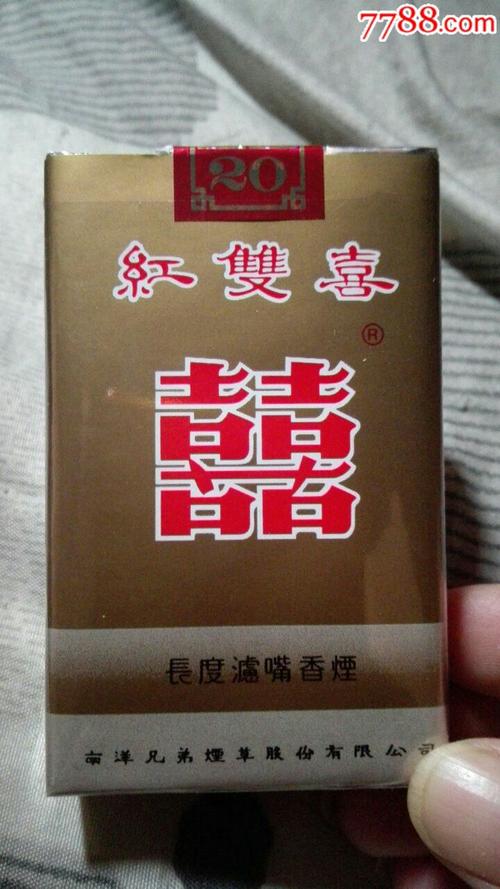 7788.com
20
紅雙喜
®
囍
長度濾嘴香煙
南洋兄弟煙草股份有限公司